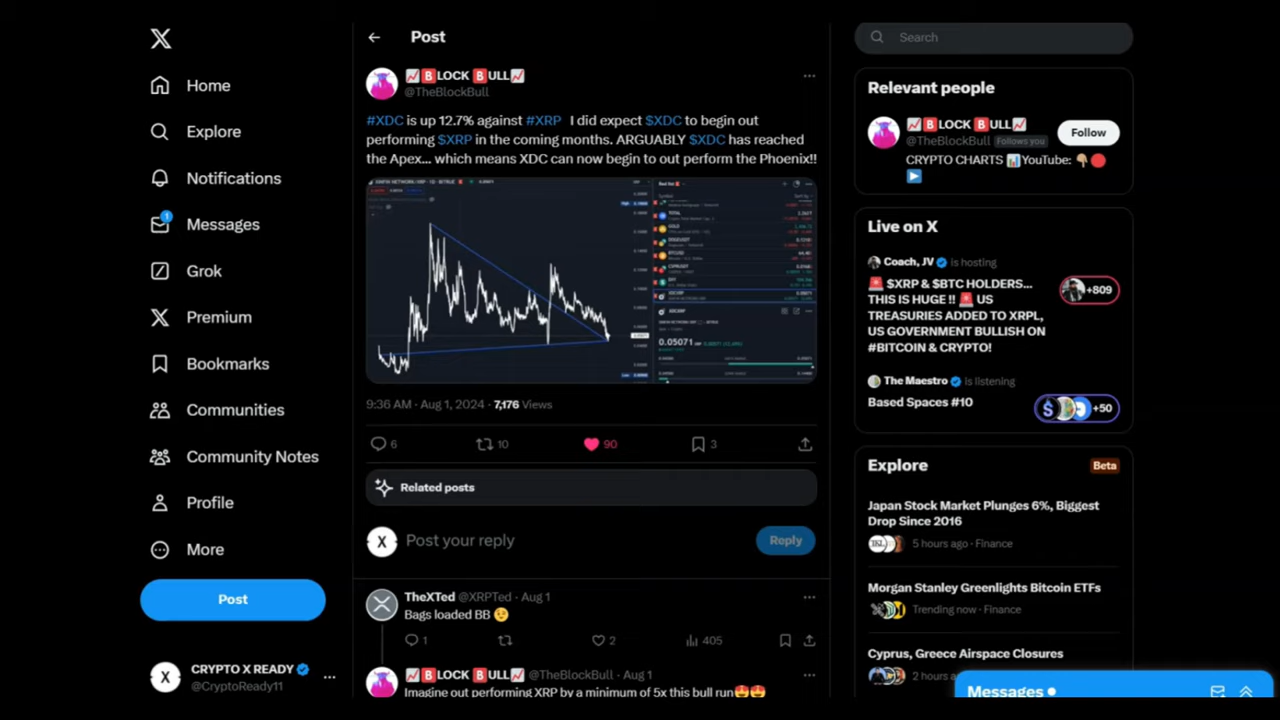 Home
Explore
Notifications
Messages
1
Grok
Premium
Bookmarks
Communities
Community Notes
Profile
More
Post
CRYPTO X READY
@CryptoReady11
Post
📈🅱LOCK 🅱ULL📈
@TheBlockBull
#XDC is up 12.7% against #XRP I did expect $XDC to begin out
performing $XRP in the coming months. ARGUABLY $XDC has reached
the Apex... which means XDC can now begin to out perform the Phoenix!!
TOTAL
GOLD
0.05071
9:36 AM · Aug 1, 2024 · 7,176 Views
6 10 90 3
Related posts
Post your reply
Reply
TheXTed @XRPTed · Aug 1
Bags loaded BB
1 2 405
📈🅱LOCK 🅱ULL📈 @TheBlockBull · Aug 1
Imagine out performing XRP by a minimum of 5x this bull run🤩🤩
Search
Relevant people
📈🅱LOCK 🅱ULL📈
@TheBlockBull Follows you
Follow
CRYPTO CHARTS 📊YouTube: 👇🏼🔴
▶️
Live on X
Coach, JV is hosting
🚨 $XRP & $BTC HOLDERS...
THIS IS HUGE !! 🚨 US
TREASURIES ADDED TO XRPL,
US GOVERNMENT BULLISH ON
#BITCOIN & CRYPTO!
+809
The Maestro is listening
Based Spaces #10
+50
Explore
Beta
Japan Stock Market Plunges 6%, Biggest
Drop Since 2016
5 hours ago · Finance
Morgan Stanley Greenlights Bitcoin ETFs
Trending now · Finance
Cyprus, Greece Airspace Closures
2 hours a
Messages